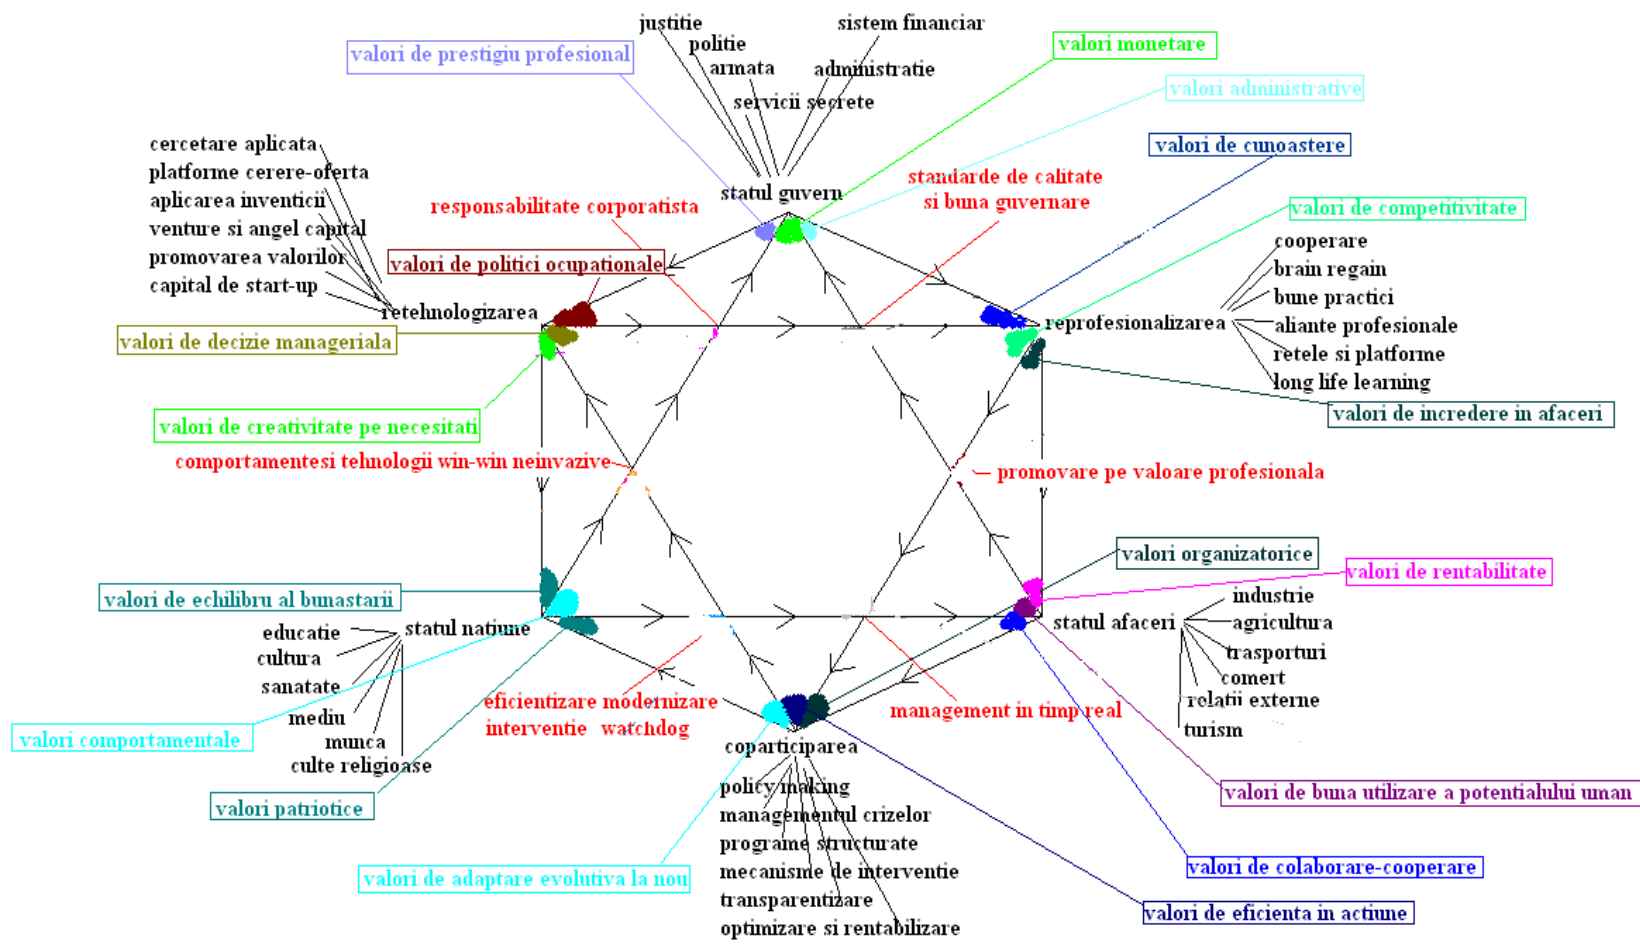 justitie
sistem financiar
politie
valori monetare
valori de prestigiu profesional
armata
administratie
valori administrative
servicii secrete
cercetare aplicata
valori de cunoastere
platforme cerere-oferta
statul guvern
standarde de calitate
si buna guvernare
aplicarea inventicii
responsabilitate corporatista
valori de competitivitate
venture si angel capital
cooperare
promovarea valorilor
valori de politici ocupationale
brain regain
capital de start-up
bune practici
retehnologizarea
reprofesionalizarea
aliante profesionale
valori de decizie manageriala
retele si platforme
long life learning
valori de incredere in afaceri
valori de creativitate pe necesitati
comportamentesi tehnologii win-win neinvazive
promovare pe valoare profesionala
valori organizatorice
valori de rentabilitate
valori de echilibru al bunastarii
industrie
statul natiune
statul afaceri
agricultura
educatie
cultura
trasporturi
sanatate
comert
eficientizare modernizare
interventie watchdog
management in timp real
relatii externe
mediu
turism
valori comportamentale
munca
coparticiparea
culte religioase
policy making
valori patriotice
valori de buna utilizare a potentialului uman
managementul crizelor
programe structurate
valori de adaptare evolutiva la nou
mecanisme de interventie
valori de colaborare-cooperare
transparentizare
valori de eficienta in actiune
optimizare si rentabilizare